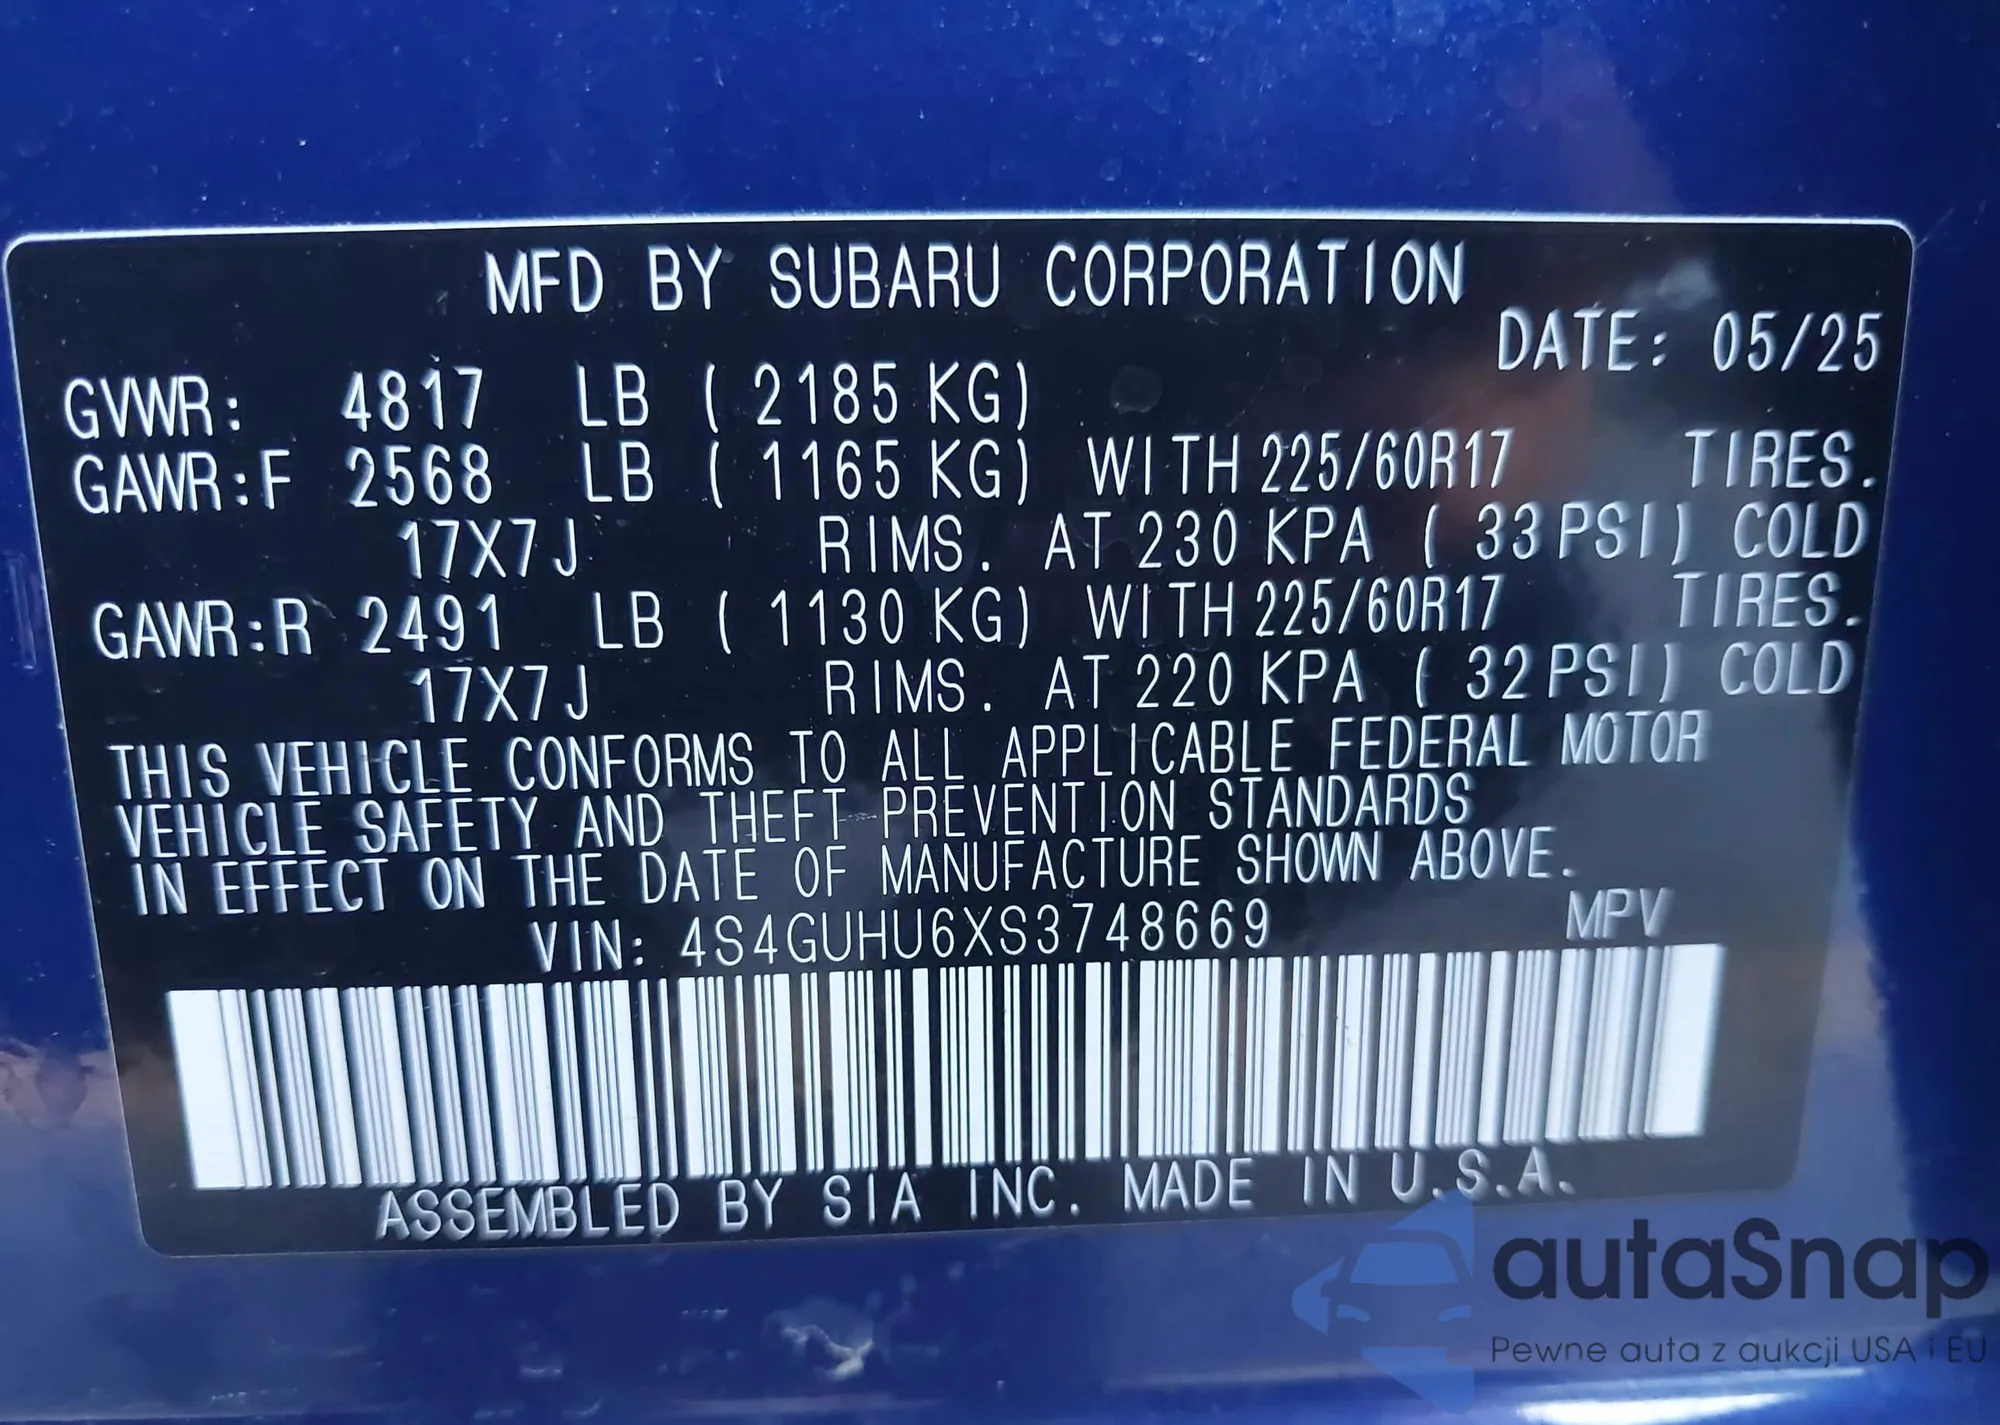 MFD BY SUBARU CORPORATION
DATE: 05/25
GVWR: 4817 LB ( 2185 KG)
GAWR:F 2568 LB ( 1165 KG) WITH 225/60R17 TIRES.
17X7J RIMS. AT 230 KPA ( 33 PSI) COLD
GAWR:R 2491 LB ( 1130 KG) WITH 225/60R17 TIRES.
17X7J RIMS. AT 220 KPA ( 32 PSI) COLD
THIS VEHICLE CONFORMS TO ALL APPLICABLE FEDERAL MOTOR
VEHICLE SAFETY AND THEFT PREVENTION STANDARDS
IN EFFECT ON THE DATE OF MANUFACTURE SHOWN ABOVE.
VIN: 4S4GUHU6XS3748669 MPV
ASSEMBLED BY SIA INC. MADE IN U.S.A.
autaSnap
Pewne auta z aukcji USA i EU